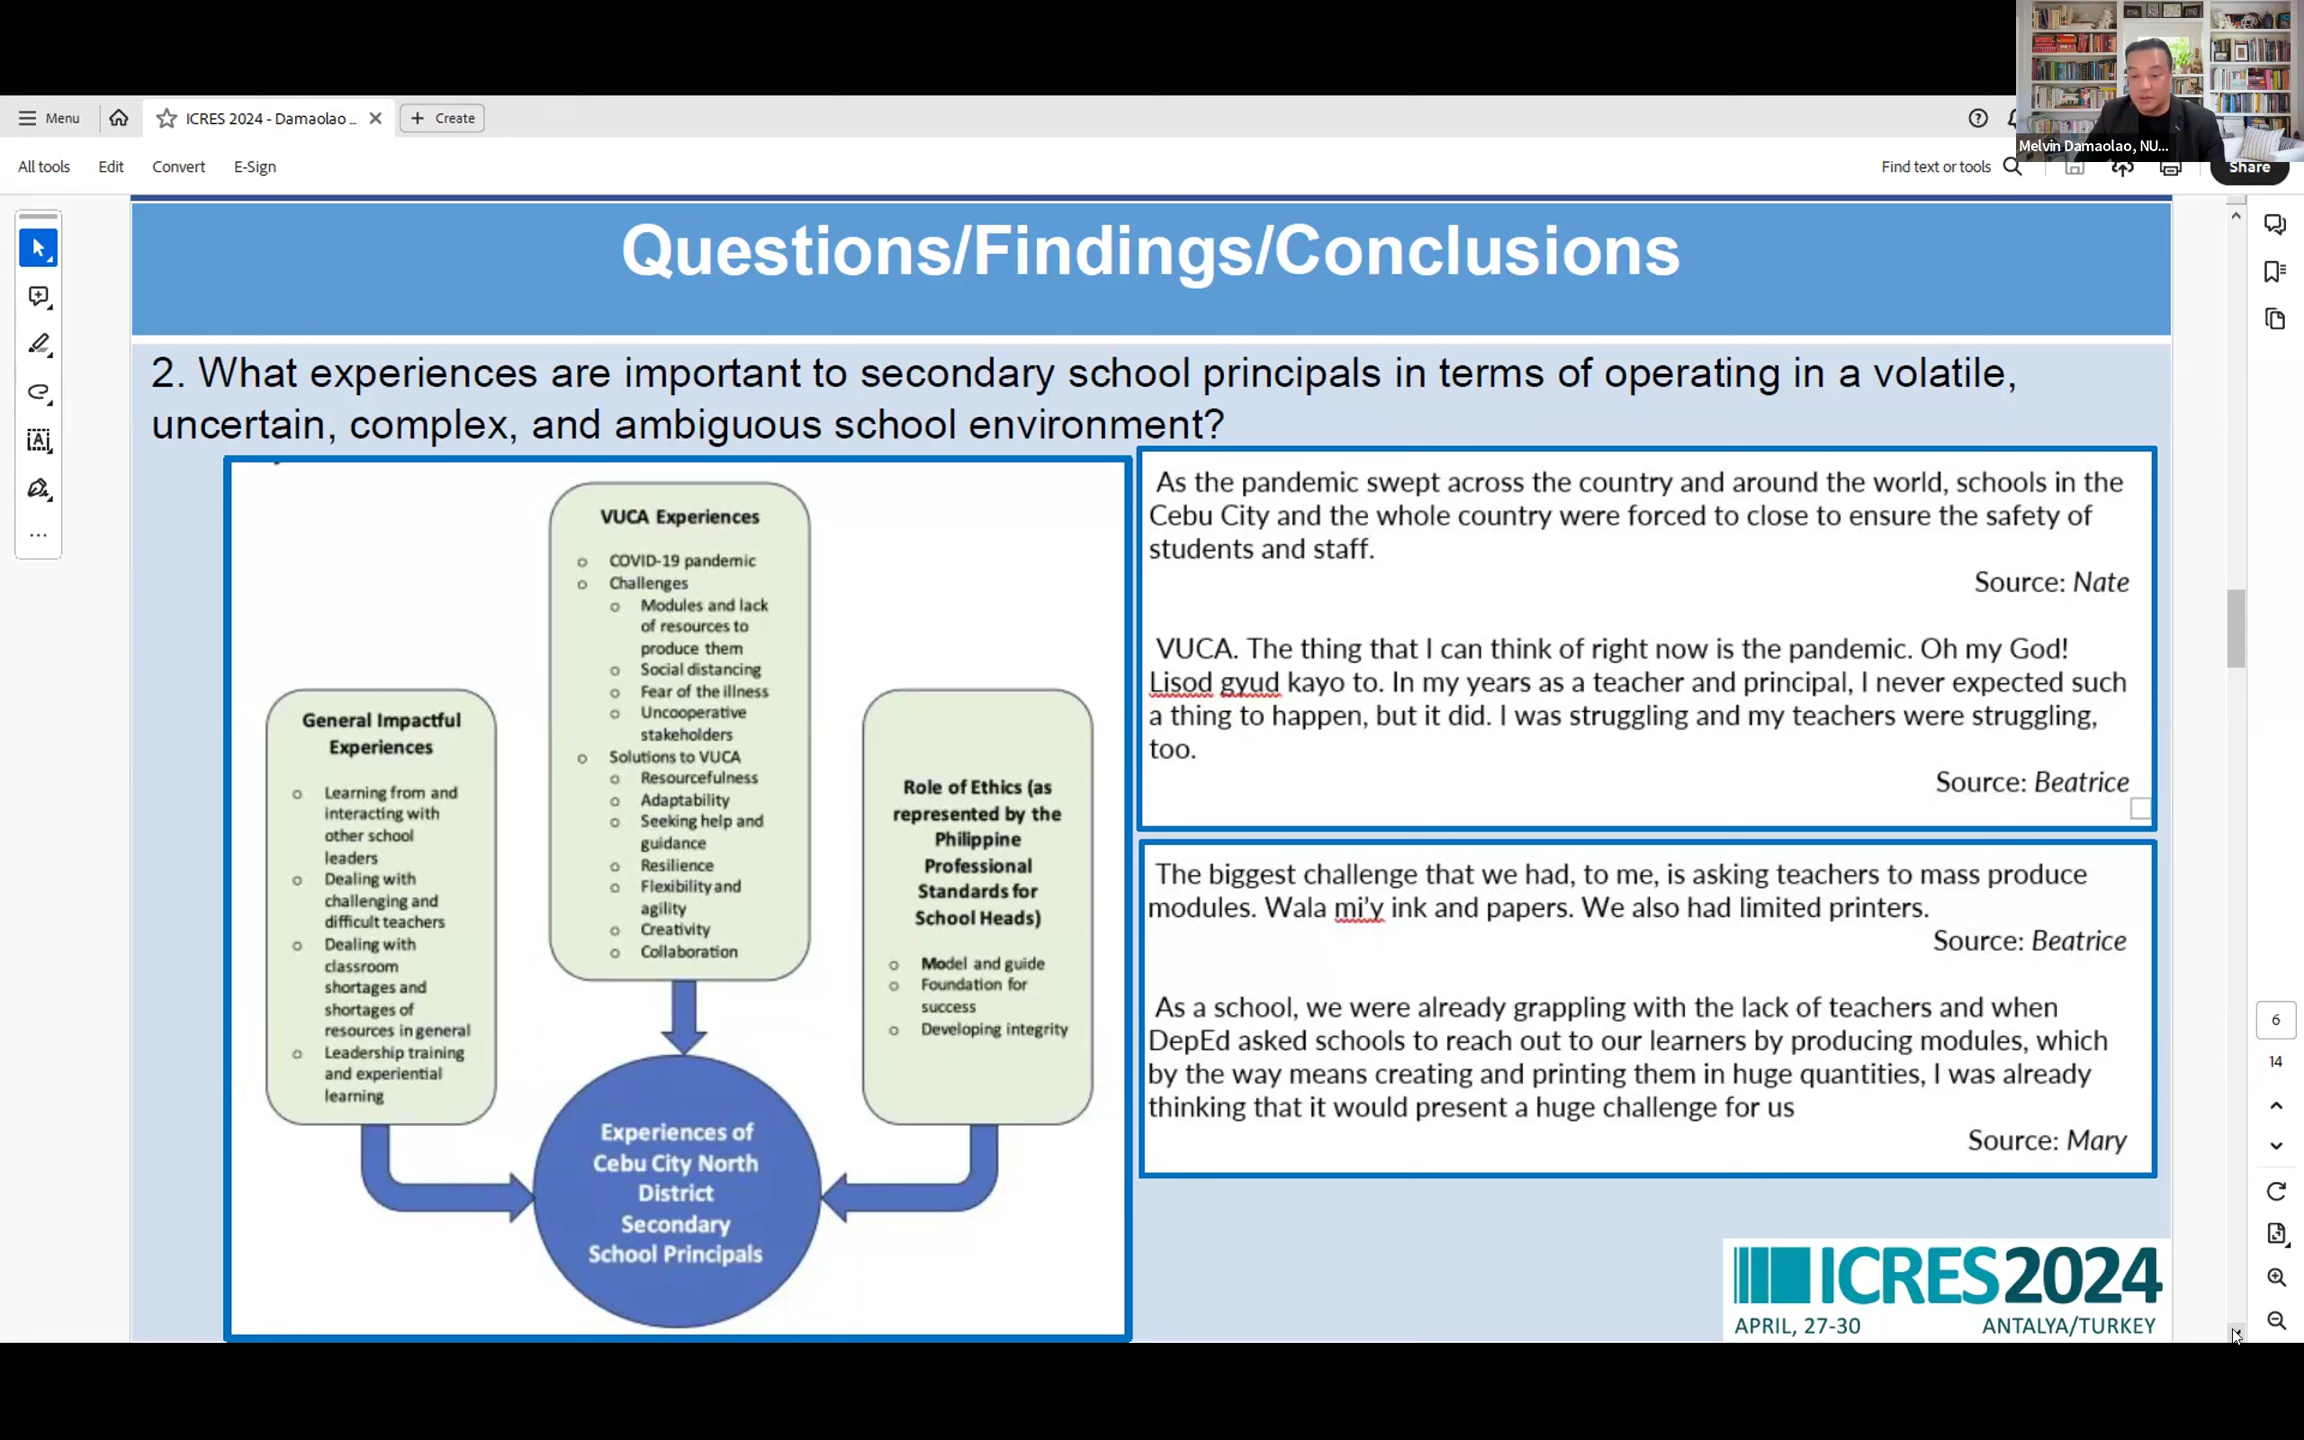 Melvin Damaolao, NU...
Menu
ICRES 2024 - Damaolao ...
Create
All tools
Edit
Convert
E-Sign
Find text or tools
Share
Questions/Findings/Conclusions
2. What experiences are important to secondary school principals in terms of operating in a volatile,
uncertain, complex, and ambiguous school environment?
VUCA Experiences
o COVID-19 pandemic
o Challenges
o Modules and lack
of resources to
produce them
o Social distancing
o Fear of the illness
o Uncooperative
stakeholders
o Solutions to VUCA
o Resourcefulness
o Adaptability
o Seeking help and
guidance
o Resilience
o Flexibility and
agility
o Creativity
o Collaboration
General Impactful
Experiences
o Learning from and
interacting with
other school
leaders
o Dealing with
challenging and
difficult teachers
o Dealing with
classroom
shortages and
shortages of
resources in general
o Leadership training
and experiential
learning
Role of Ethics (as
represented by the
Philippine
Professional
Standards for
School Heads)
o Model and guide
o Foundation for
success
o Developing integrity
Experiences of
Cebu City North
District
Secondary
School Principals
As the pandemic swept across the country and around the world, schools in the
Cebu City and the whole country were forced to close to ensure the safety of
students and staff.
Source: Nate
VUCA. The thing that I can think of right now is the pandemic. Oh my God!
Lisod gyud kayo to. In my years as a teacher and principal, I never expected such
a thing to happen, but it did. I was struggling and my teachers were struggling,
too.
Source: Beatrice
The biggest challenge that we had, to me, is asking teachers to mass produce
modules. Wala mi'y ink and papers. We also had limited printers.
Source: Beatrice
As a school, we were already grappling with the lack of teachers and when
DepEd asked schools to reach out to our learners by producing modules, which
by the way means creating and printing them in huge quantities, I was already
thinking that it would present a huge challenge for us
Source: Mary
ICRES2024
APRIL, 27-30 ANTALYA/TURKEY
6
14